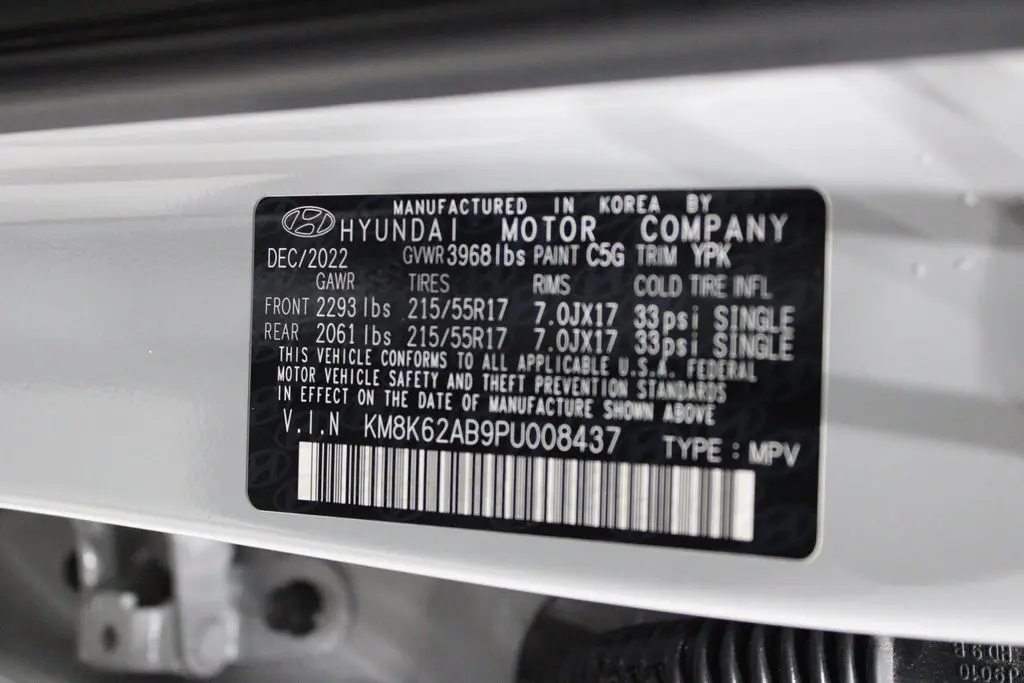 MANUFACTURED IN KOREA BY
HYUNDAI MOTOR COMPANY
DEC/2022 GVWR 3968lbs PAINT C5G TRIM YPK
GAWR TIRES RIMS COLD TIRE INFL
FRONT 2293 lbs 215/55R17 7.0JX17 33psi SINGLE
REAR 2061 lbs 215/55R17 7.0JX17 33psi SINGLE
THIS VEHICLE CONFORMS TO ALL APPLICABLE U.S.A. FEDERAL
MOTOR VEHICLE SAFETY AND THEFT PREVENTION STANDARDS
IN EFFECT ON THE DATE OF MANUFACTURE SHOWN ABOVE
V.I.N KM8K62AB9PU008437 TYPE : MPV